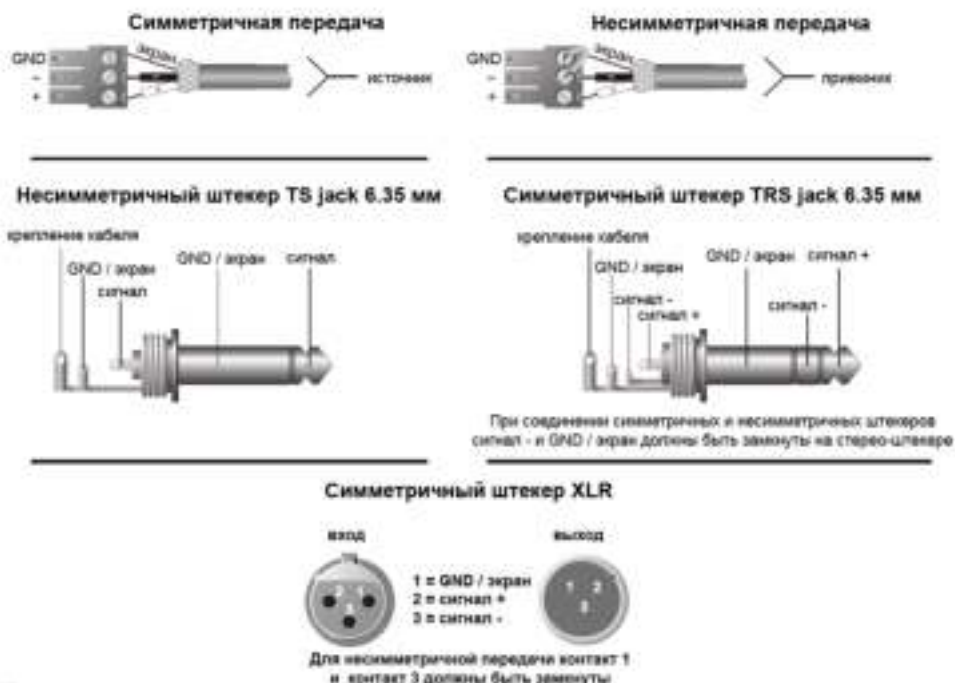 Симметричная передача
GND
экран
-
+
источник
Несимметричная передача
GND
экран
-
+
приемник
Несимметричный штекер TS jack 6.35 мм
крепление кабеля
GND / экран
сигнал
GND / экран
сигнал
Симметричный штекер TRS jack 6.35 мм
крепление кабеля
GND / экран
сигнал -
сигнал +
GND / экран
сигнал +
сигнал -
При соединении симметричных и несимметричных штекеров
сигнал - и GND / экран должны быть замкнуты на стерео-штекере
Симметричный штекер XLR
вход
выход
1 = GND / экран
2 = сигнал +
3 = сигнал -
1 2
3
Для несимметричной передачи контакт 1
и контакт 3 должны быть замкнуты